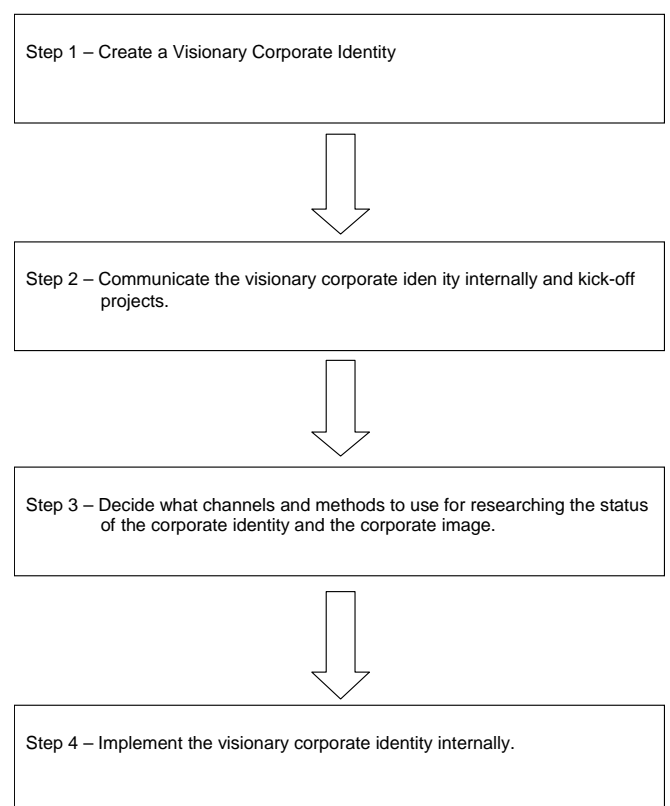 Step 1 – Create a Visionary Corporate Identity
Step 2 – Communicate the visionary corporate iden ity internally and kick-off
projects.
Step 3 – Decide what channels and methods to use for researching the status
of the corporate identity and the corporate image.
Step 4 – Implement the visionary corporate identity internally.